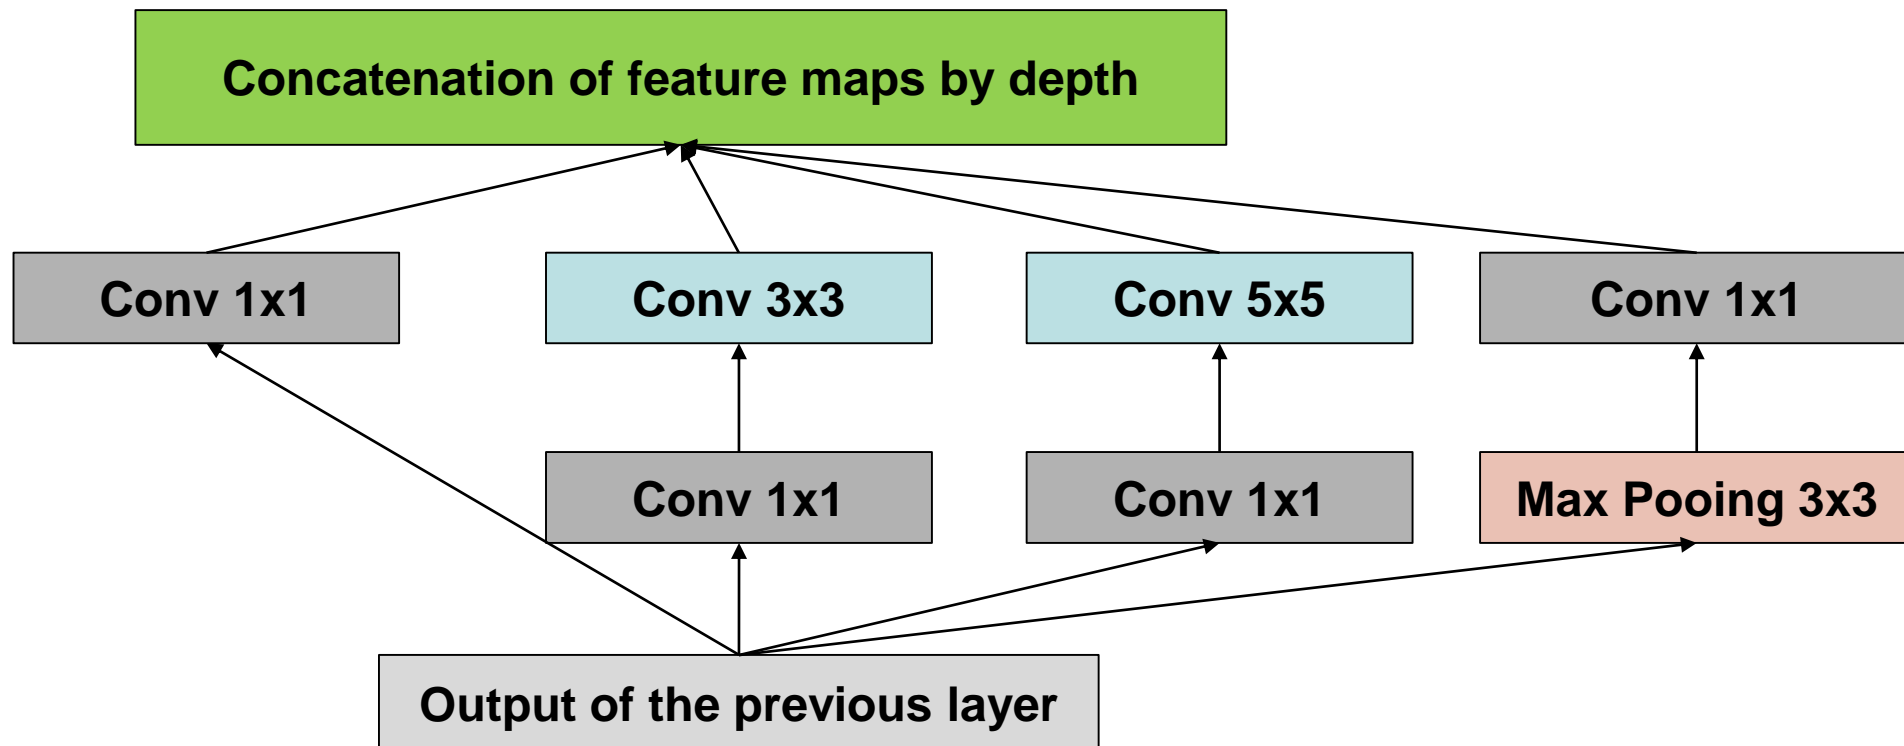 Concatenation of feature maps by depth
Conv 1x1
Conv 3x3
Conv 5x5
Conv 1x1
Conv 1x1
Conv 1x1
Max Pooing 3x3
Output of the previous layer